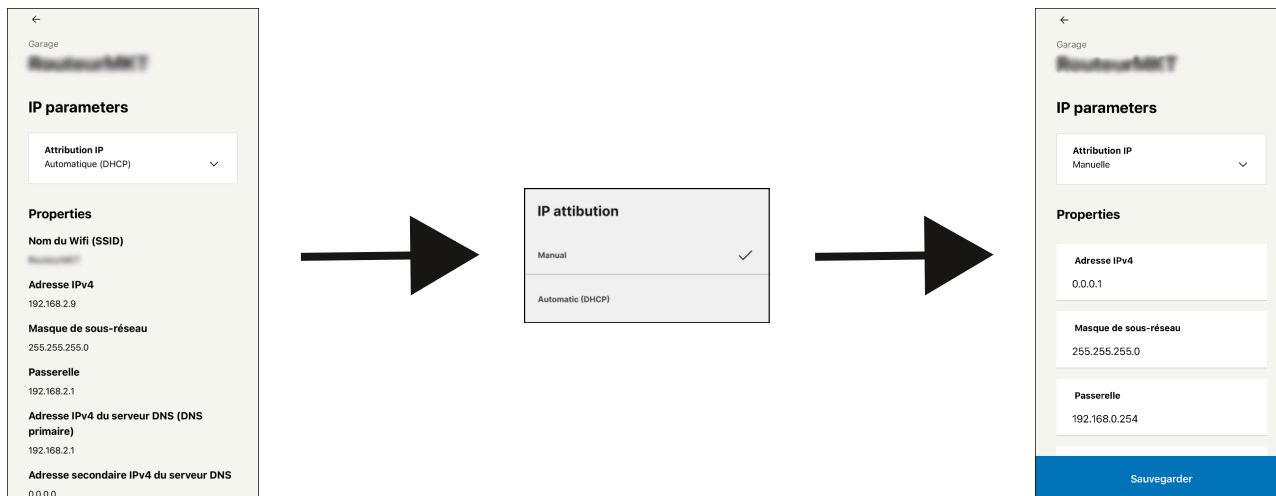 Garage
IP parameters
Attribution IP
Automatique (DHCP)
Properties
Nom du Wifi (SSID)
Adresse IPv4
192.168.2.9
Masque de sous-réseau
255.255.255.0
Passerelle
192.168.2.1
Adresse IPv4 du serveur DNS (DNS
primaire)
192.168.2.1
Adresse secondaire IPv4 du serveur DNS
0.0.0.0
IP attibution
Manual
Automatic (DHCP)
Garage
IP parameters
Attribution IP
Manuelle
Properties
Adresse IPv4
0.0.0.1
Masque de sous-réseau
255.255.255.0
Passerelle
192.168.0.254
Sauvegarder